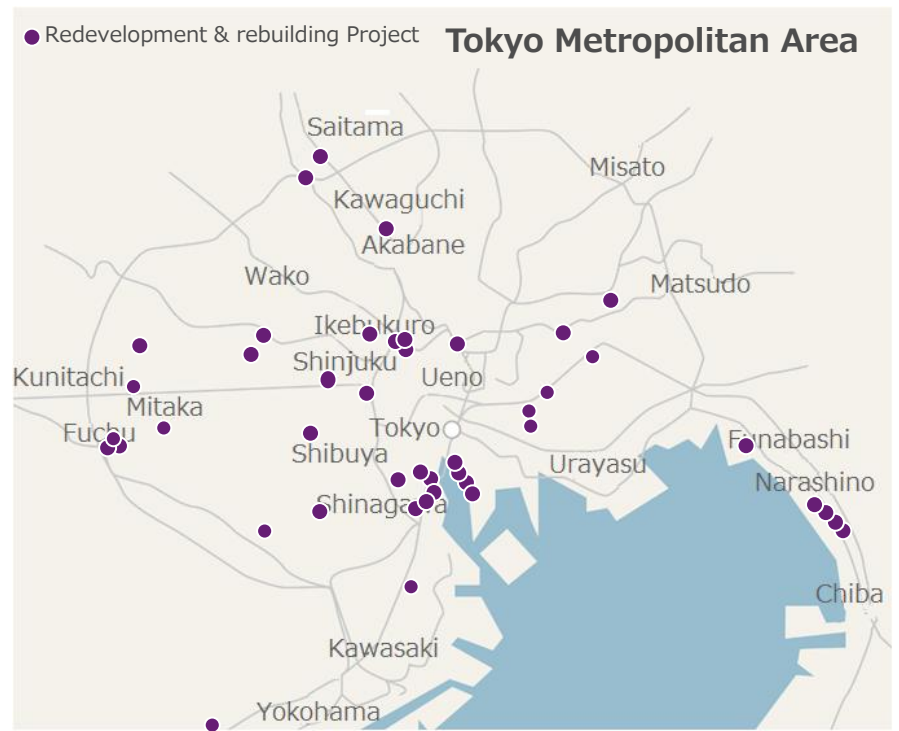 Redevelopment & rebuilding Project
Tokyo Metropolitan Area
Saitama
Misato
Kawaguchi
Akabane
Wako
Matsudo
Ikebukuro
Shinjuku
Kunitachi
Ueno
Mitaka
Tokyo
Fuchu
Funabashi
Shibuya
Urayasu
Narashino
Shinagawa
Chiba
Kawasaki
Yokohama